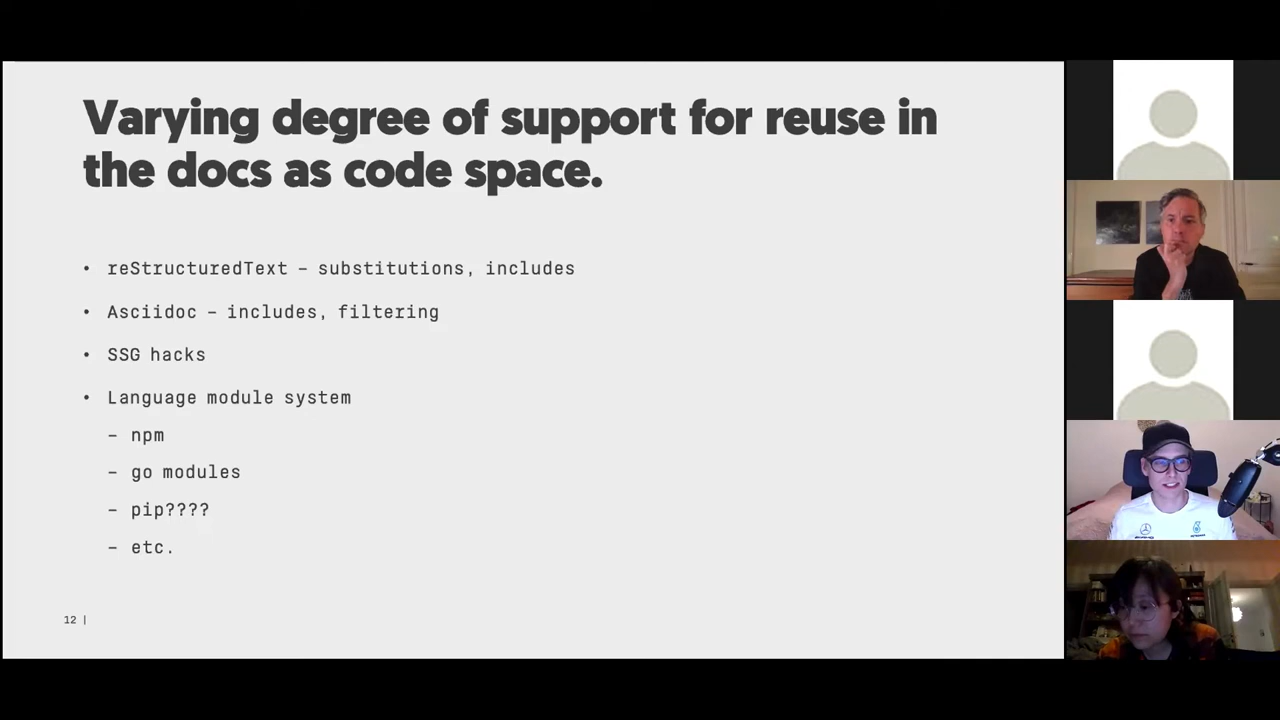 Varying degree of support for reuse in
the docs as code space.
• reStructuredText – substitutions, includes
• Asciidoc – includes, filtering
• SSG hacks
• Language module system
– npm
– go modules
– pip????
– etc.
12 |